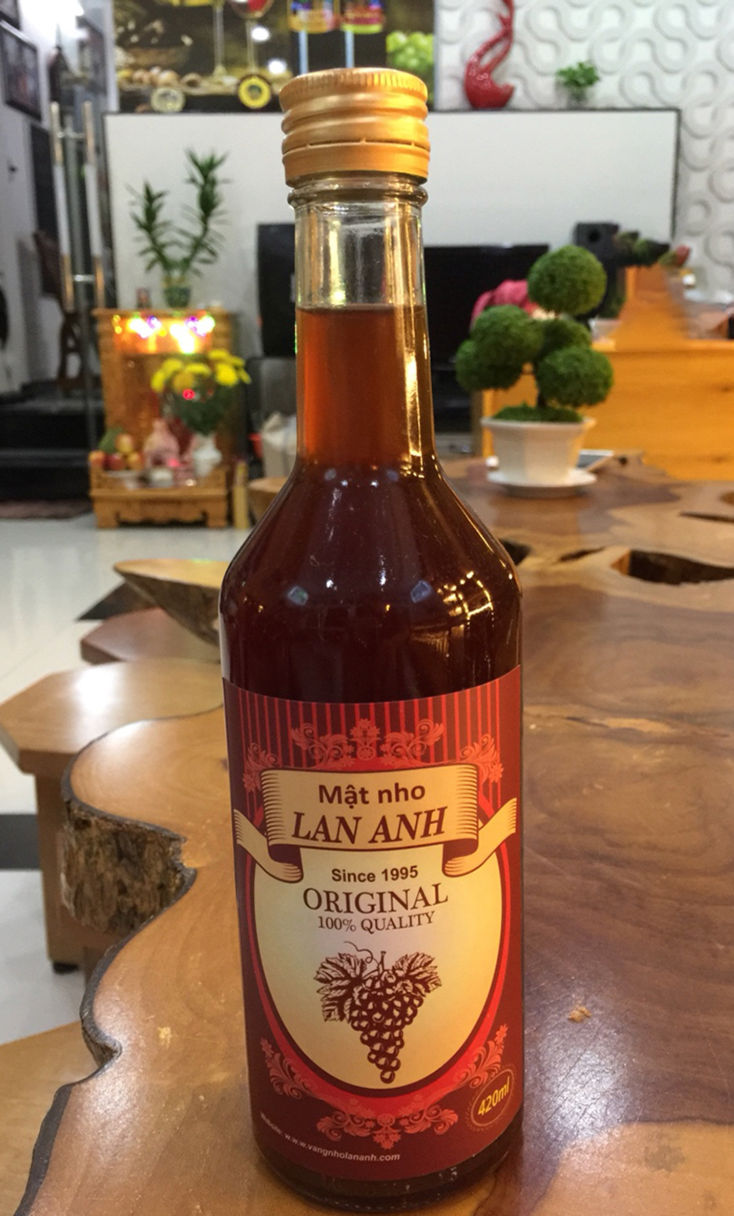 Mật nho
LAN ANH
Since 1995
ORIGINAL
100% QUALITY
420ml
Website: w.w.w.vangnholananh.com